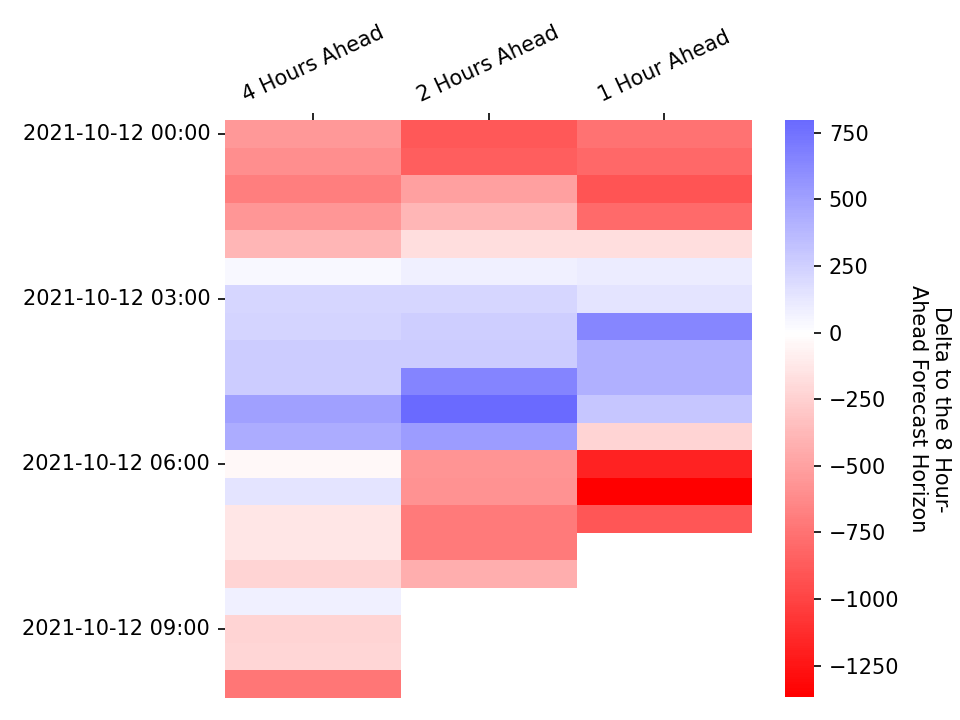 4 Hours Ahead
2 Hours Ahead
1 Hour Ahead
2021-10-12 00:00
2021-10-12 03:00
2021-10-12 06:00
2021-10-12 09:00
750
500
250
0
−250
−500
−750
−1000
−1250
Delta to the 8 Hour-
Ahead Forecast Horizon